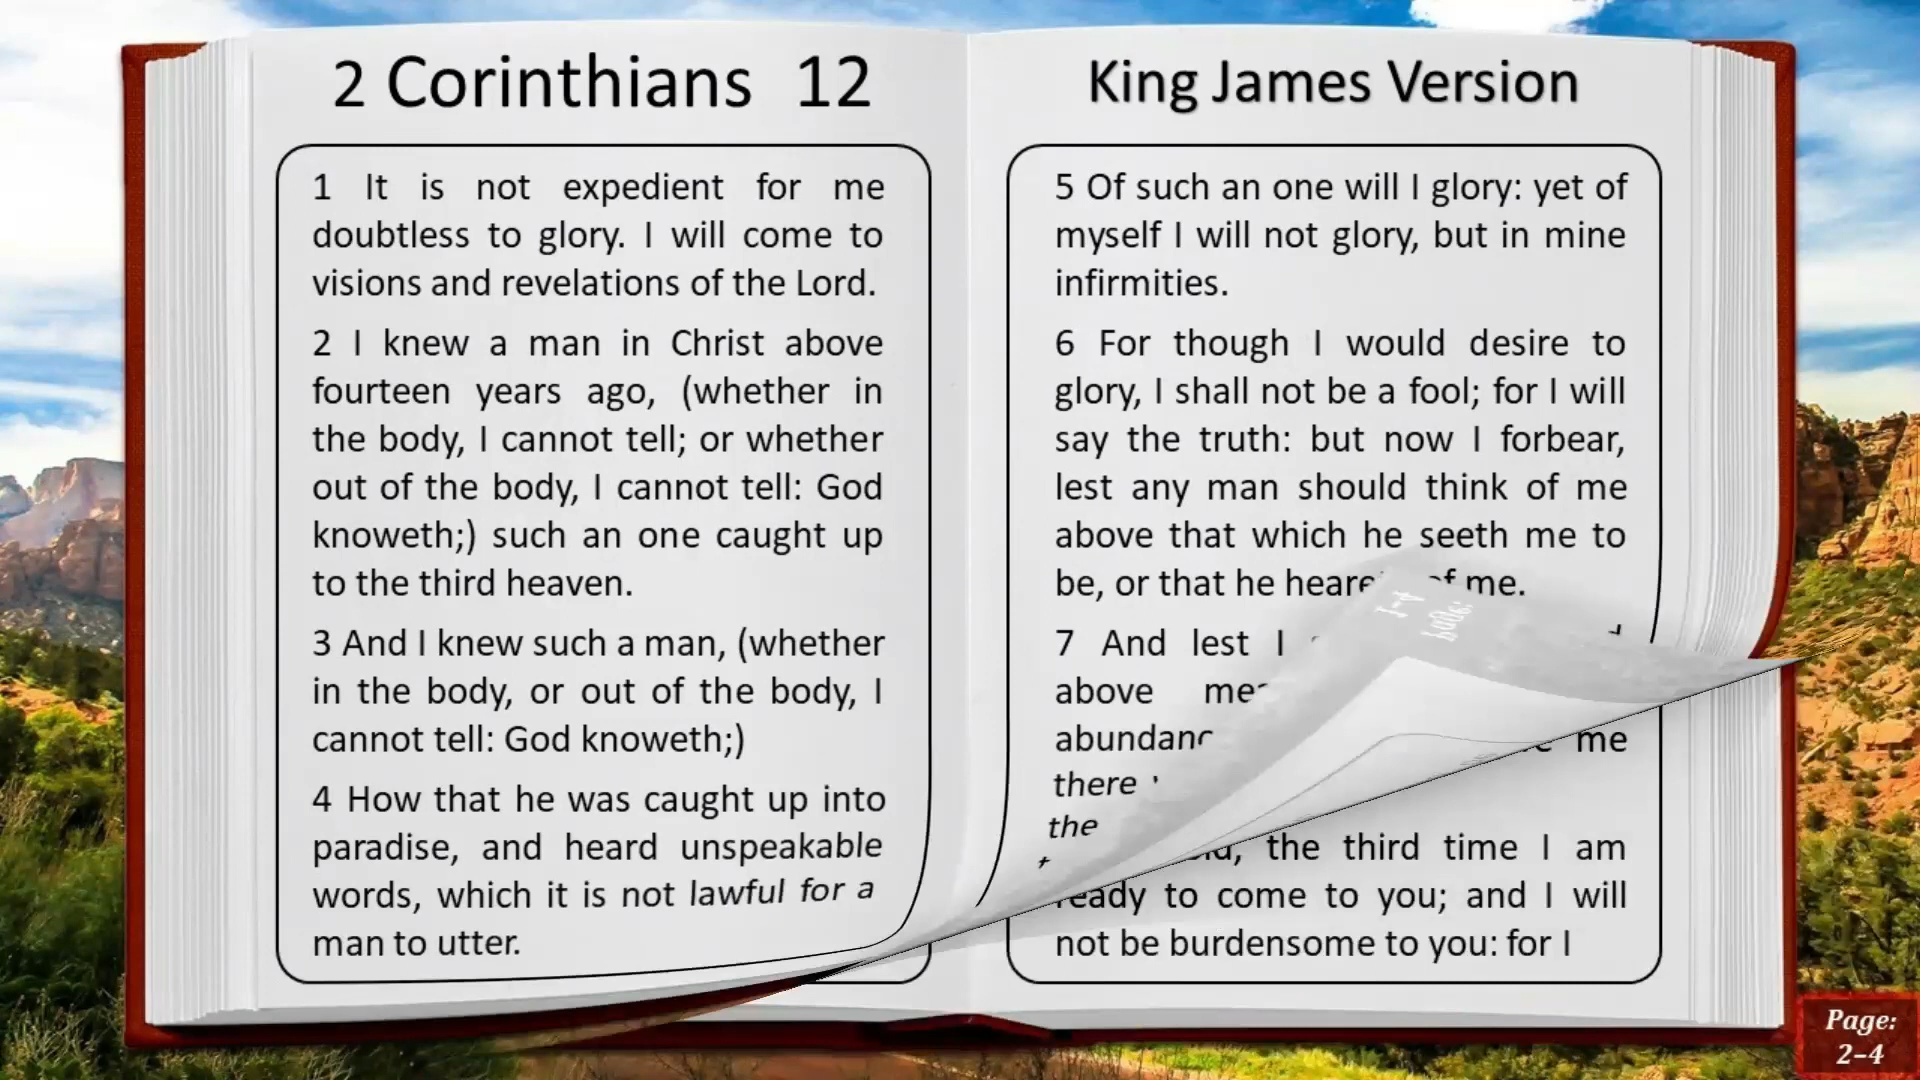 2 Corinthians 12
1 It is not expedient for me
doubtless to glory. I will come to
visions and revelations of the Lord.
2 I knew a man in Christ above
fourteen years ago, (whether in
the body, I cannot tell; or whether
out of the body, I cannot tell: God
knoweth;) such an one caught up
to the third heaven.
3 And I knew such a man, (whether
in the body, or out of the body, I
cannot tell: God knoweth;)
4 How that he was caught up into
paradise, and heard unspeakable
words, which it is not lawful for a
man to utter.
King James Version
5 Of such an one will I glory: yet of
myself I will not glory, but in mine
infirmities.
6 For though I would desire to
glory, I shall not be a fool; for I will
say the truth: but now I forbear,
lest any man should think of me
above that which he seeth me to
be, or that he me.
7 And lest I
above
me
there
the
the third time I am
ready to come to you; and I will
not be burdensome to you: for I
Page:
2–4